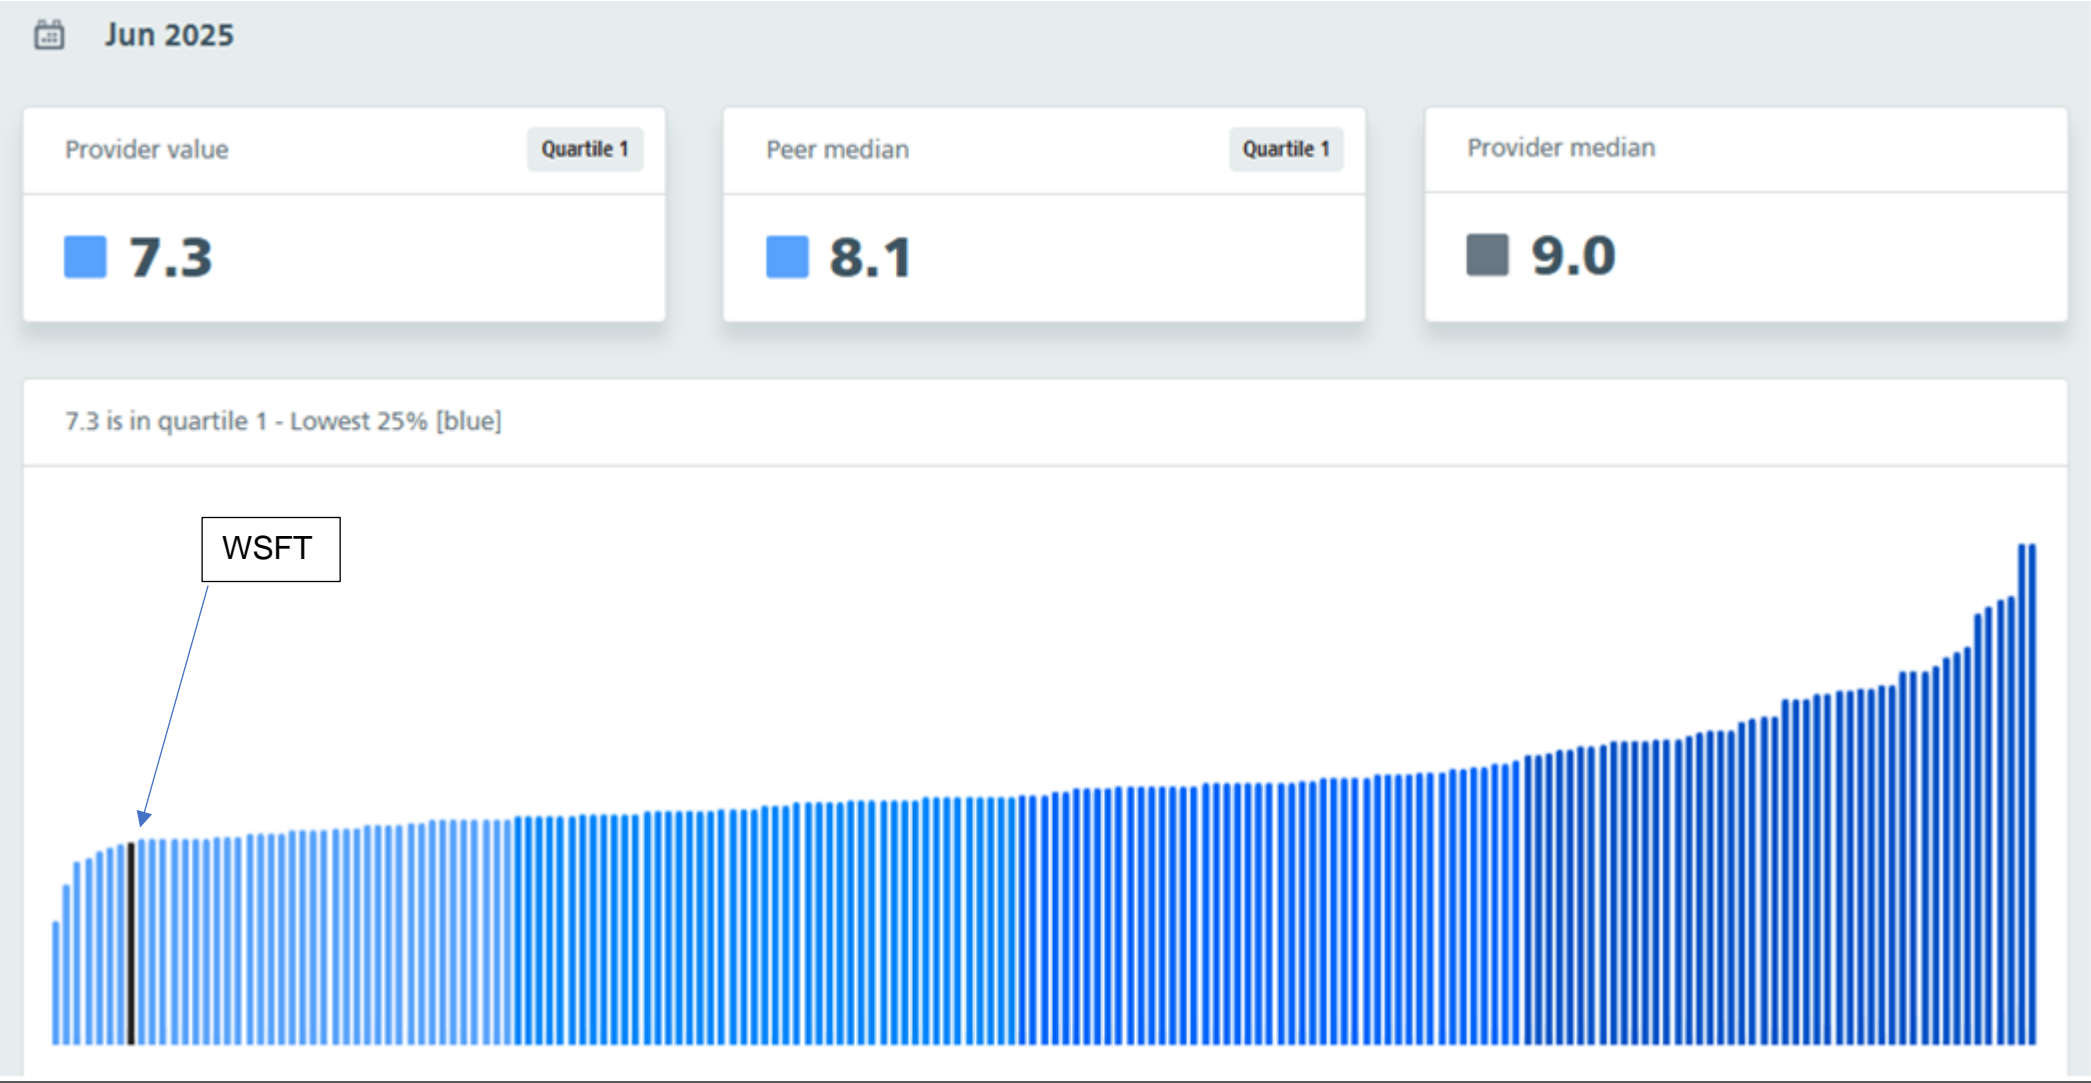 Jun 2025
Provider value
Quartile 1
7.3
Peer median
Quartile 1
8.1
Provider median
9.0
7.3 is in quartile 1 - Lowest 25% [blue]
WSFT